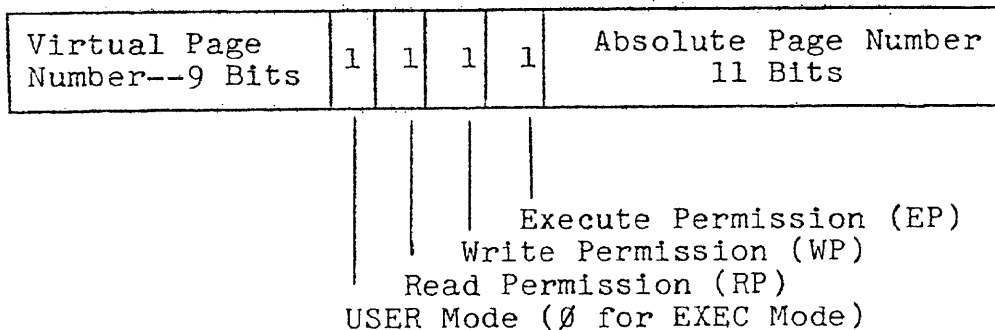 Virtual Page
Number--9 Bits
1 1 1 1
Absolute Page Number
11 Bits
Execute Permission (EP)
Write Permission (WP)
Read Permission (RP)
USER Mode (Ø for EXEC Mode)